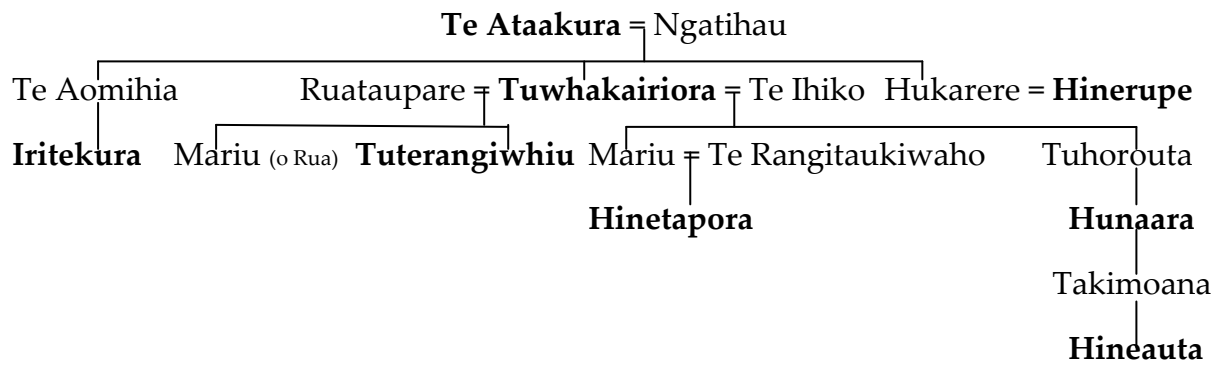 Te Ataakura = Ngatihau
Te Aomihia Ruataupare = Tuwhakairiora = Te Ihiko Hukarere = Hinerupe
Iritekura Mariu (o Rua) Tuterangiwhiu Mariu = Te Rangitaukiwaho Tuhorouta
Hinetapora Hunaara
Takimoana
Hineauta